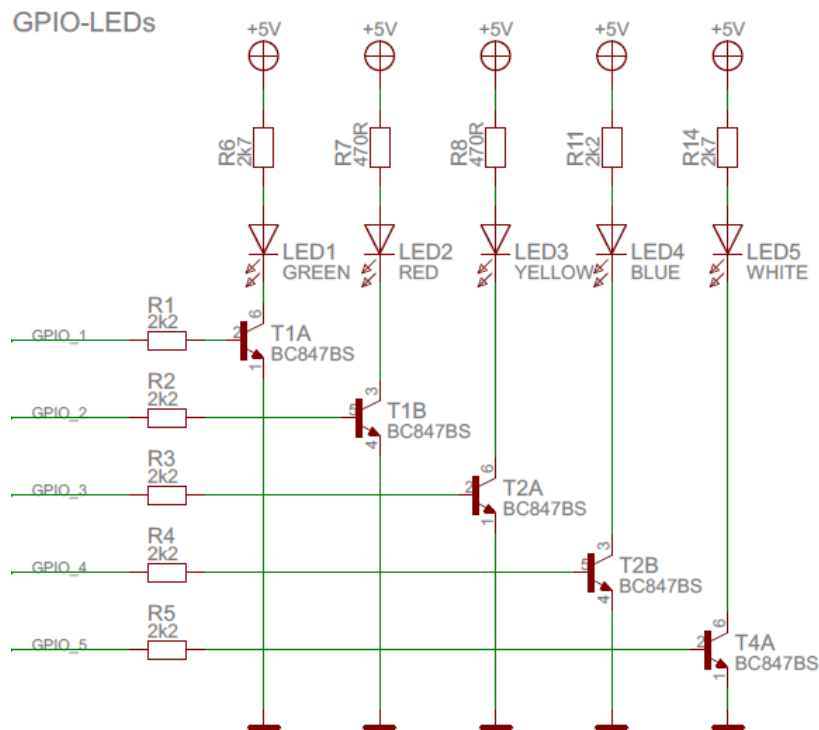 GPIO-LEDs
+5V +5V +5V +5V +5V
R6 2k7 R7 470R R8 470R R11 2k2 R14 2k7
LED1 LED2 LED3 LED4 LED5
GREEN RED YELLOW BLUE WHITE
R1
2k2
GPIO_1
2 6 1
T1A
BC847BS
R2
2k2
GPIO_2
5 3 4
T1B
BC847BS
R3
2k2
GPIO_3
2 6 1
T2A
BC847BS
R4
2k2
GPIO_4
5 3 4
T2B
BC847BS
R5
2k2
GPIO_5
2 6 1
T4A
BC847BS